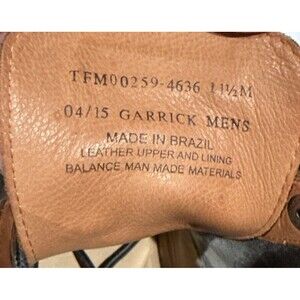 TFM00259-4636 11½M
04/15 GARRICK MENS
MADE IN BRAZIL
LEATHER UPPER AND LINING
BALANCE MAN MADE MATERIALS